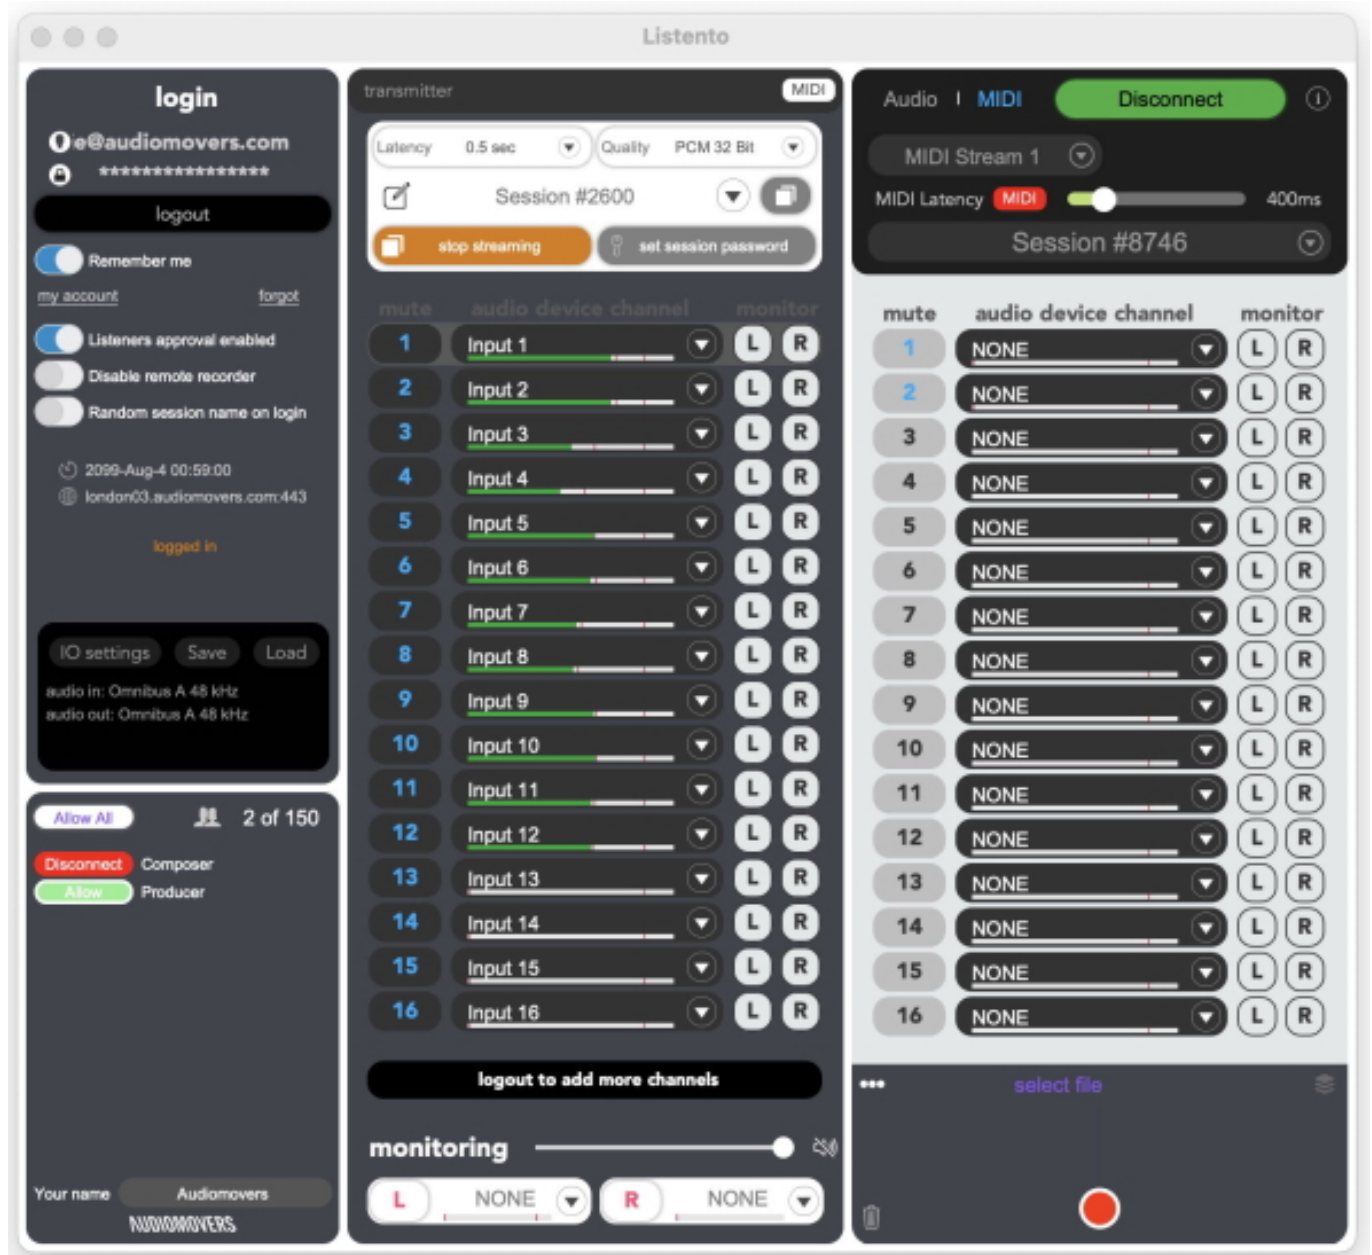 Listento
login
e@audiomovers.com
****************
logout
Remember me
my account forgot
Listeners approval enabled
Disable remote recorder
Random session name on login
2099-Aug-4 00:59:00
london03.audiomovers.com:443
logged in
IO settings Save Load
audio in: Omnibus A 48 kHz
audio out: Omnibus A 48 kHz
Allow All 2 of 150
Disconnect Composer
Allow Producer
Your name Audiomovers
AUDIOMOVERS
transmitter MIDI
Latency 0.5 sec Quality PCM 32 Bit
Session #2600
stop streaming set session password
mute audio device channel monitor
1 Input 1 L R
2 Input 2 L R
3 Input 3 L R
4 Input 4 L R
5 Input 5 L R
6 Input 6 L R
7 Input 7 L R
8 Input 8 L R
9 Input 9 L R
10 Input 10 L R
11 Input 11 L R
12 Input 12 L R
13 Input 13 L R
14 Input 14 L R
15 Input 15 L R
16 Input 16 L R
logout to add more channels
monitoring
L NONE R NONE
Audio I MIDI Disconnect
MIDI Stream 1
MIDI Latency MIDI 400ms
Session #8746
mute audio device channel monitor
1 NONE L R
2 NONE L R
3 NONE L R
4 NONE L R
5 NONE L R
6 NONE L R
7 NONE L R
8 NONE L R
9 NONE L R
10 NONE L R
11 NONE L R
12 NONE L R
13 NONE L R
14 NONE L R
15 NONE L R
16 NONE L R
••• select file